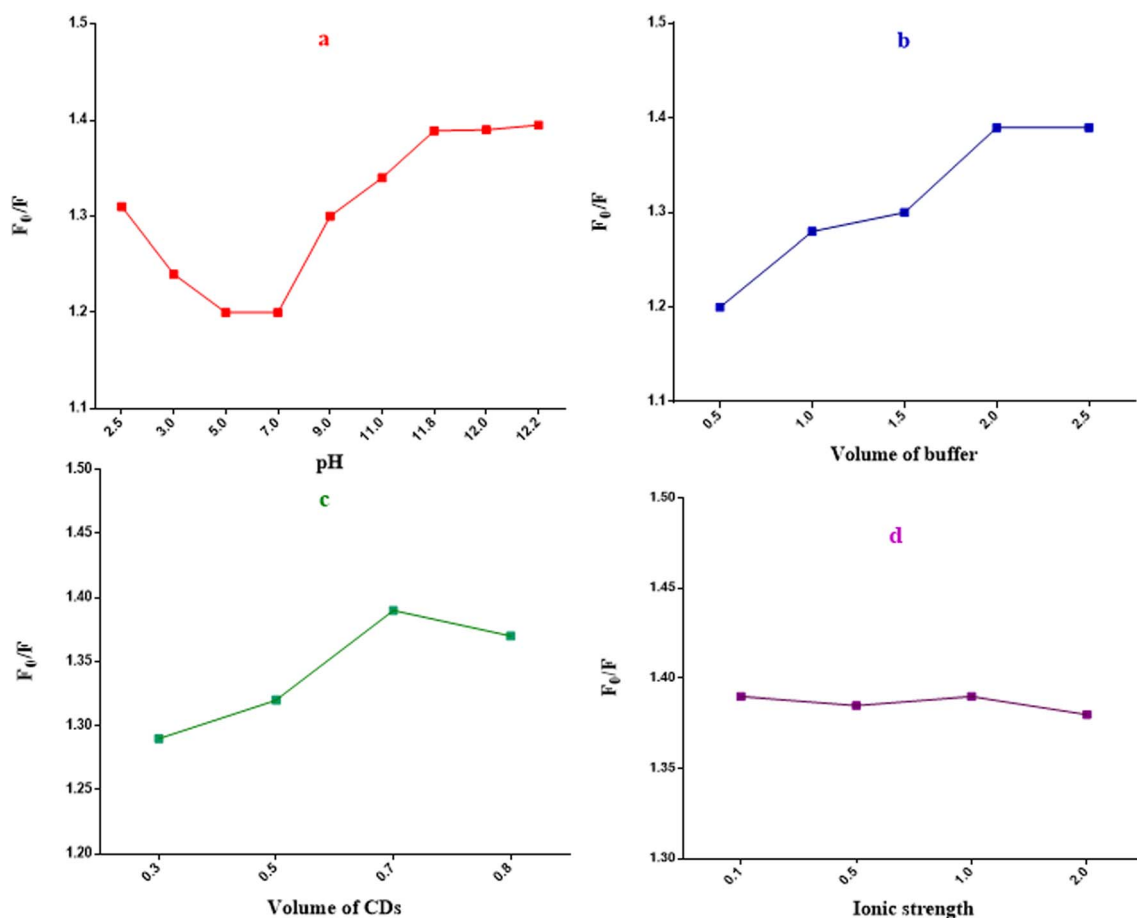 a
1.5
1.4
1.3
1.2
1.1
F₀/F
2.5 3.0 5.0 7.0 9.0 11.0 11.8 12.0 12.2
pH
b
1.5
1.4
1.3
1.2
1.1
F₀/F
0.5 1.0 1.5 2.0 2.5
Volume of buffer
c
1.50
1.45
1.40
1.35
1.30
1.25
1.20
F₀/F
0.3 0.5 0.7 0.8
Volume of CDs
d
1.50
1.45
1.40
1.35
1.30
F₀/F
0.1 0.5 1.0 2.0
Ionic strength